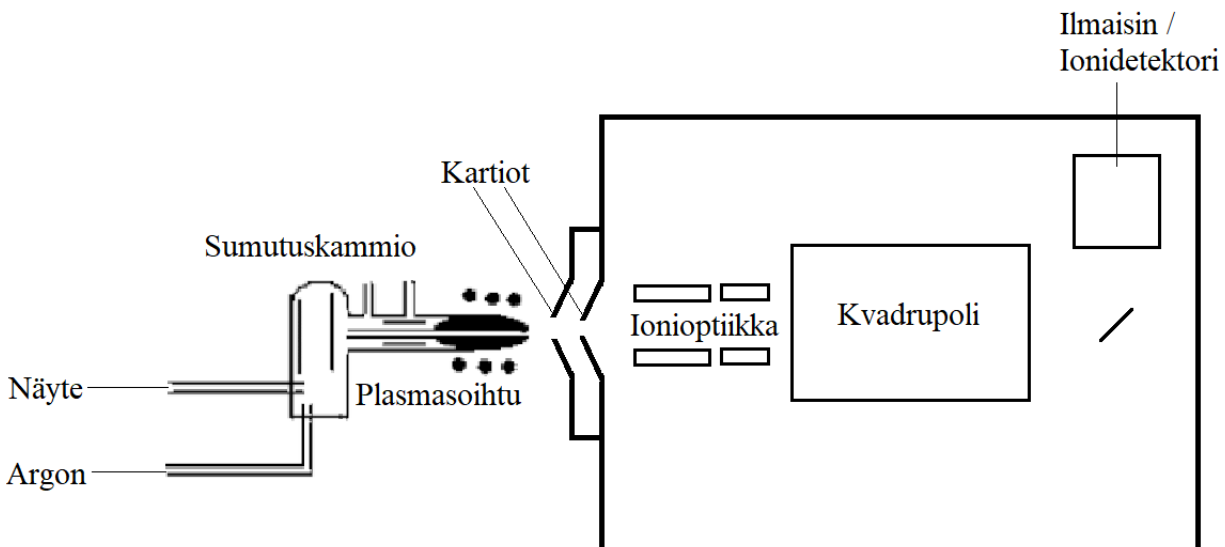 Ilmaisin /
Ionidetektori
Kartiot
Sumutuskammio
Ionioptiikka
Kvadrupoli
Näyte
Plasmasoihtu
Argon